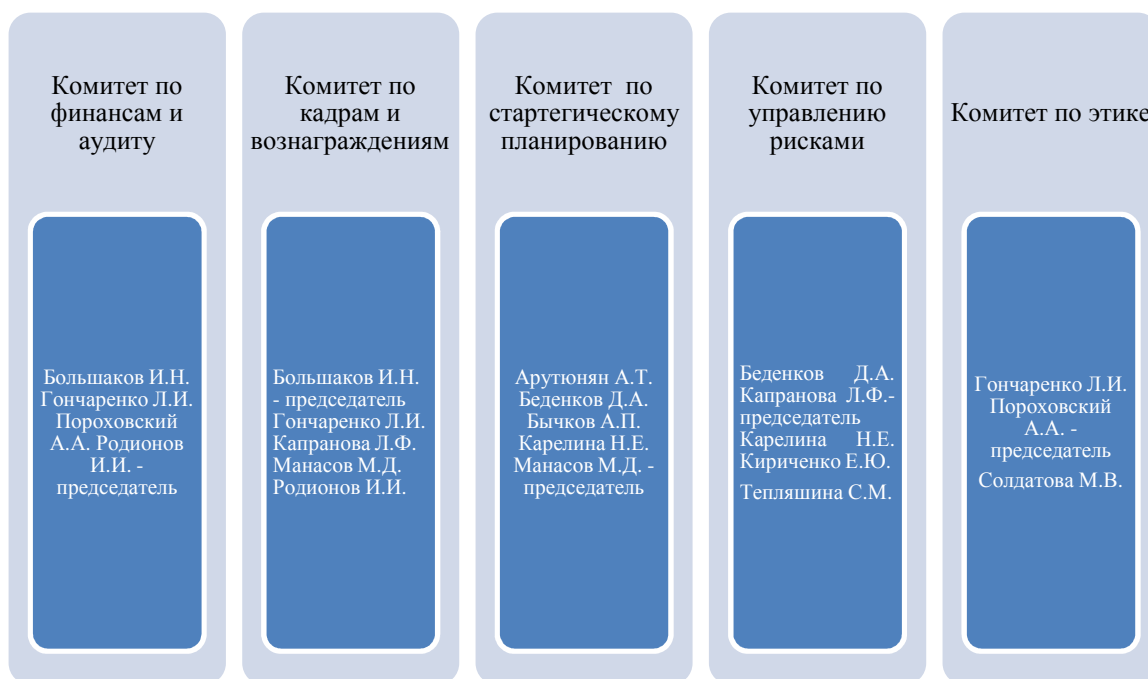 Комитет по
финансам и
аудиту
Большаков И.Н.
Гончаренко Л.И.
Пороховский
А.А. Родионов
И.И. -
председатель
Комитет по
кадрам и
вознаграждениям
Большаков И.Н.
- председатель
Гончаренко Л.И.
Капранова Л.Ф.
Манасов М.Д.
Родионов И.И.
Комитет по
стартегическому
планированию
Арутюнян А.Т.
Беденков Д.А.
Бычков А.П.
Карелина Н.Е.
Манасов М.Д. -
председатель
Комитет по
управлению
рисками
Беденков Д.А.
Капранова Л.Ф.-
председатель
Карелина Н.Е.
Кириченко Е.Ю.
Тепляшина С.М.
Комитет по этике
Гончаренко Л.И.
Пороховский
А.А. -
председатель
Солдатова М.В.